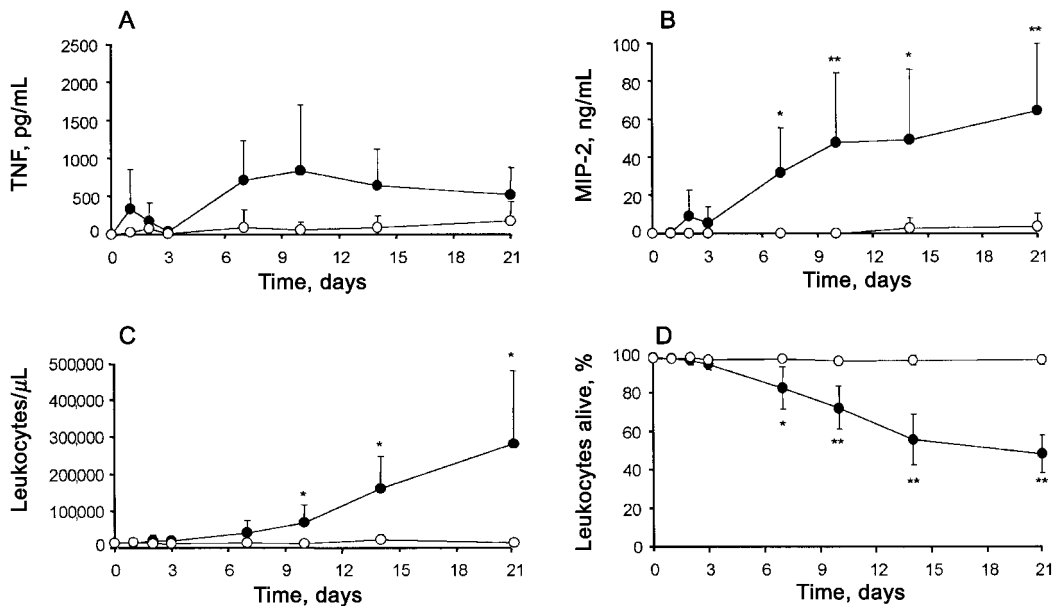 A
TNF, pg/mL
2500
2000
1500
1000
500
0
0 3 6 9 12 15 18 21
Time, days
B
MIP-2, ng/mL
100
80
60
40
20
0
* ** * **
0 3 6 9 12 15 18 21
Time, days
C
Leukocytes/μL
500,000
400,000
300,000
200,000
100,000
0
* * *
0 3 6 9 12 15 18 21
Time, days
D
Leukocytes alive, %
100
80
60
40
20
0
* ** ** **
0 3 6 9 12 15 18 21
Time, days